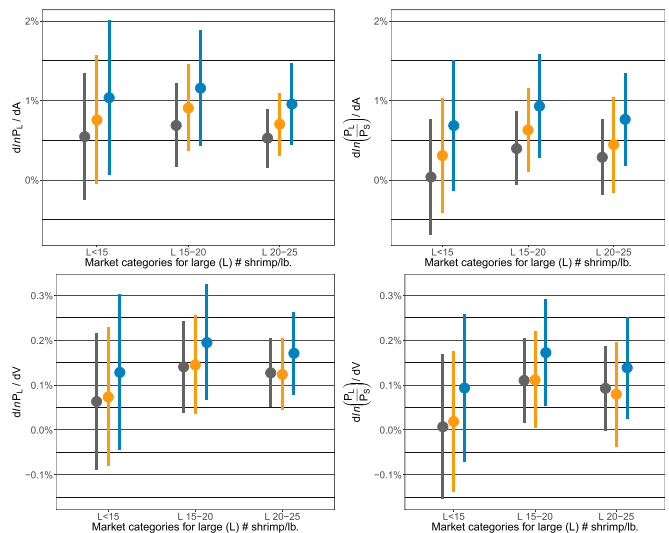 2%
1%
0%
dlnP_L / dA
L<15 L 15−20 L 20−25
Market categories for large (L) # shrimp/lb.
2%
1%
0%
dln(P_L/P_S)/ dA
L<15 L 15−20 L 20−25
Market categories for large (L) # shrimp/lb.
0.3%
0.2%
0.1%
0.0%
−0.1%
dlnP_L / dV
L<15 L 15−20 L 20−25
Market categories for large (L) # shrimp/lb.
0.3%
0.2%
0.1%
0.0%
−0.1%
dln(P_L/P_S)/ dV
L<15 L 15−20 L 20−25
Market categories for large (L) # shrimp/lb.